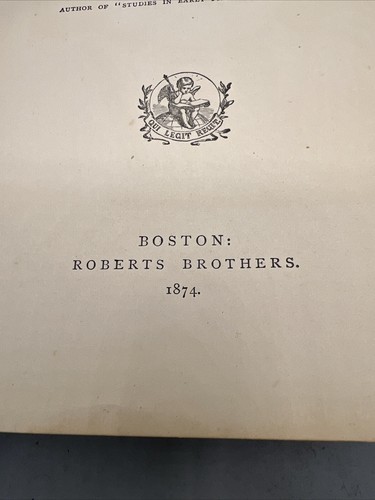 AUTHOR OF "STUDIES IN EARLY
QUI LEGIT REGIT.
BOSTON:
ROBERTS BROTHERS.
1874.